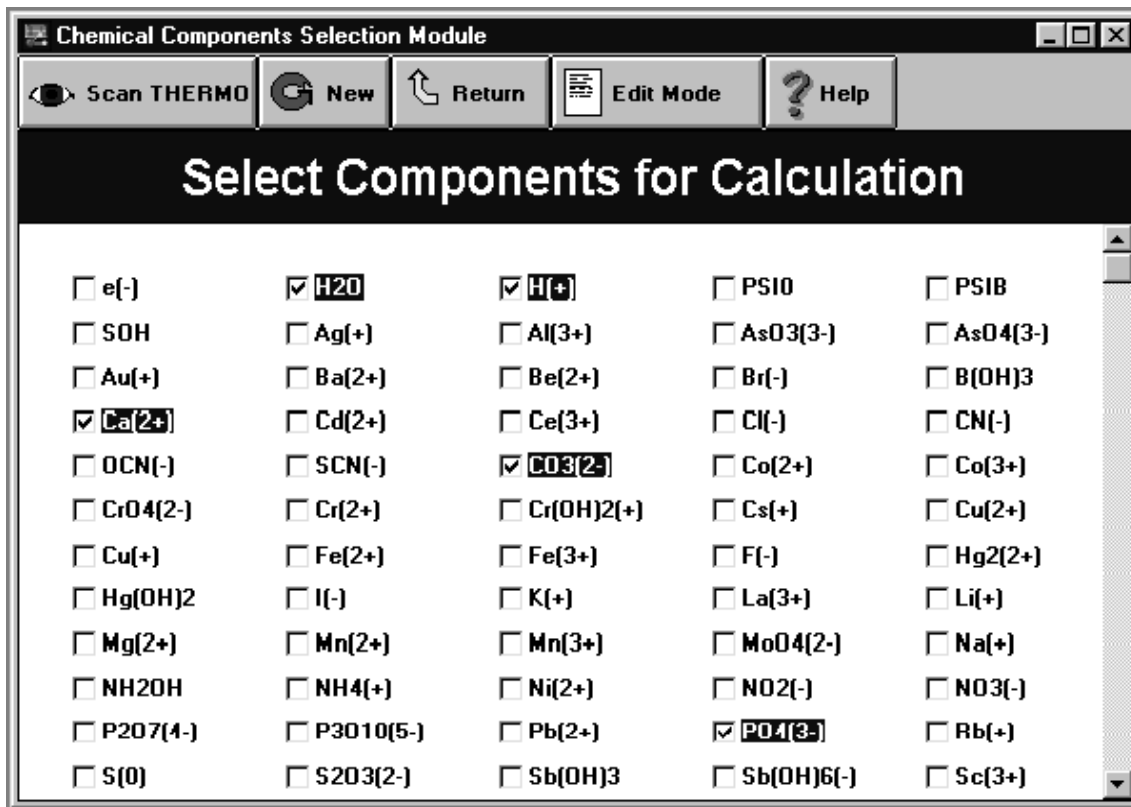 Chemical Components Selection Module
Scan THERMO New Return Edit Mode Help
Select Components for Calculation
e(-) H2O H(+) PSI0 PSIB
SOH Ag(+) Al(3+) AsO3(3-) AsO4(3-)
Au(+) Ba(2+) Be(2+) Br(-) B(OH)3
Ca(2+) Cd(2+) Ce(3+) Cl(-) CN(-)
OCN(-) SCN(-) CO3(2-) Co(2+) Co(3+)
CrO4(2-) Cr(2+) Cr(OH)2(+) Cs(+) Cu(2+)
Cu(+) Fe(2+) Fe(3+) F(-) Hg2(2+)
Hg(OH)2 I(-) K(+) La(3+) Li(+)
Mg(2+) Mn(2+) Mn(3+) MoO4(2-) Na(+)
NH2OH NH4(+) Ni(2+) NO2(-) NO3(-)
P2O7(4-) P3O10(5-) Pb(2+) PO4(3-) Rb(+)
S(0) S2O3(2-) Sb(OH)3 Sb(OH)6(-) Sc(3+)